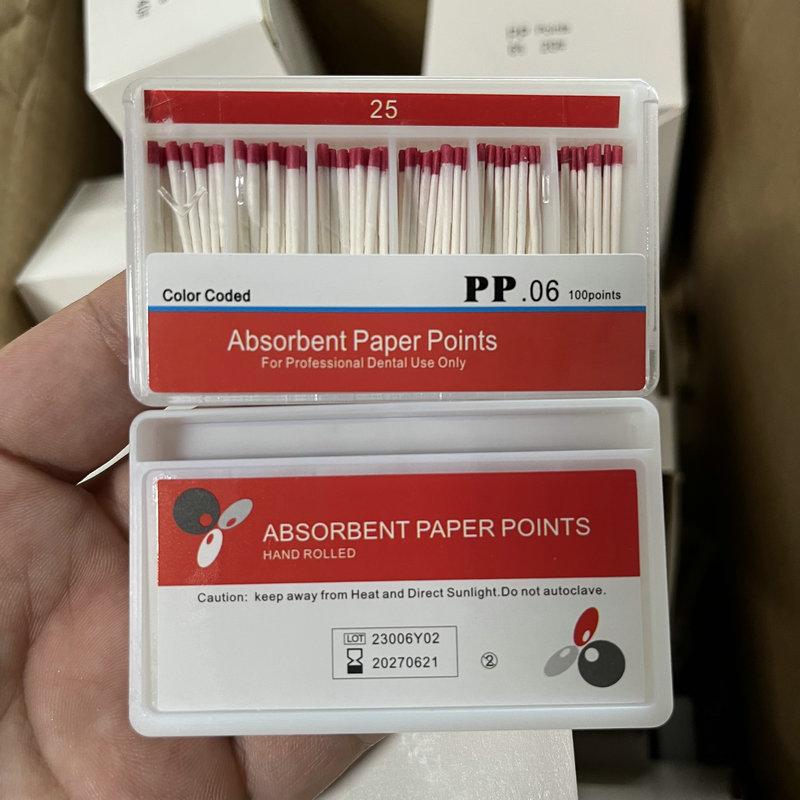 25
Color Coded
PP .06 100points
Absorbent Paper Points
For Professional Dental Use Only
ABSORBENT PAPER POINTS
HAND ROLLED
Caution: keep away from Heat and Direct Sunlight.Do not autoclave.
LOT 23006Y02
20270621
②